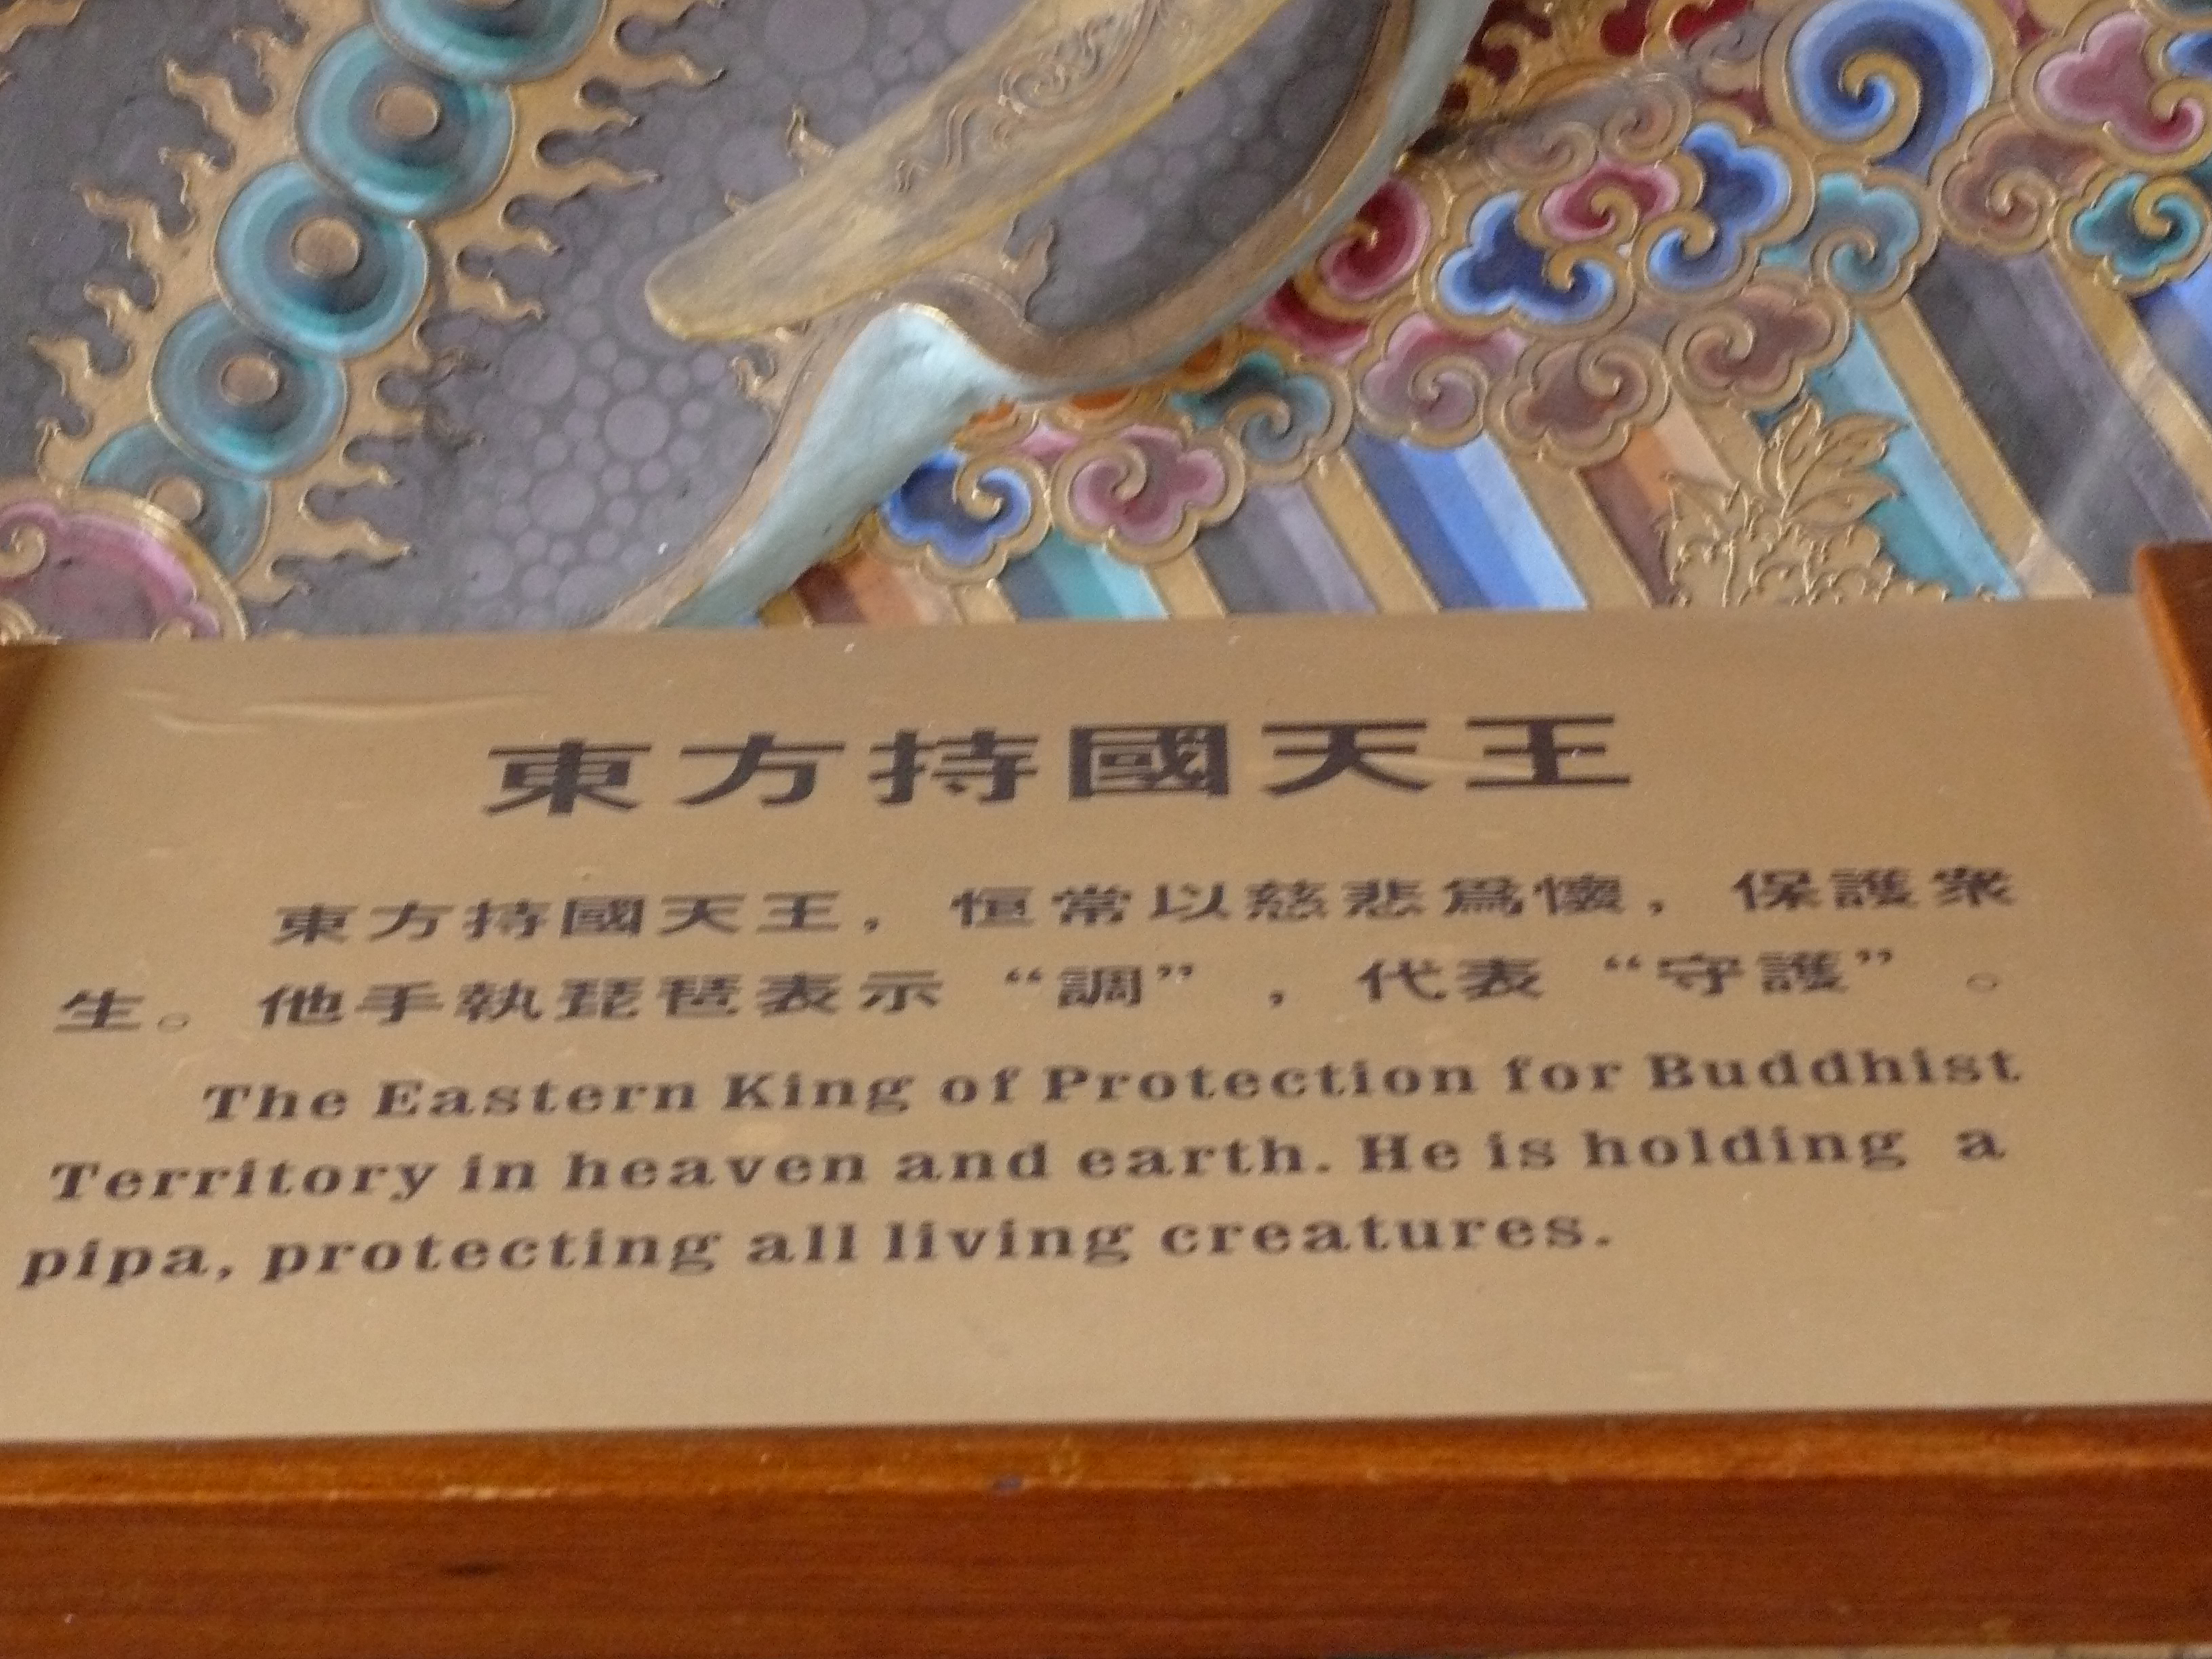 東方持國天王
東方持國天王，恒常以慈悲爲懷，保護衆
生。他手執琵琶表示“調”，代表“守護”。
The Eastern King of Protection for Buddhist
Territory in heaven and earth. He is holding a
pipa, protecting all living creatures.